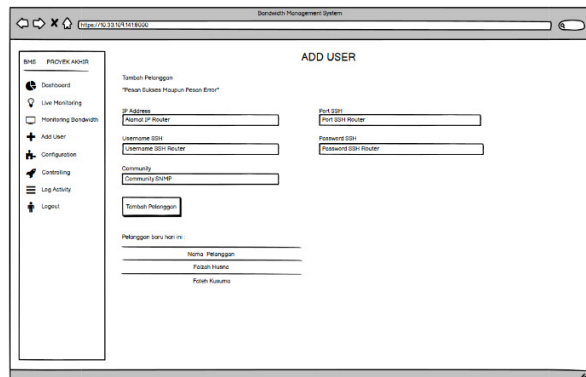 Bandwidth Management System
https://10.33.109.141:8000
ADD USER
BMS PROYEK AKHIR
Dashboard
Live Monitoring
Monitoring Bandwidth
Add User
Configuration
Controlling
Log Activity
Logout
Tambah Pelanggan
"Pesan Sukses Maupun Pesan Error"
IP Address
Alamat IP Router
Port SSH
Port SSH Router
Username SSH
Username SSH Router
Password SSH
Password SSH Router
Community
Community SNMP
Tambah Pelanggan
Pelanggan baru hari ini :
Nama Pelanggan
Faizah Husna
Kusuma